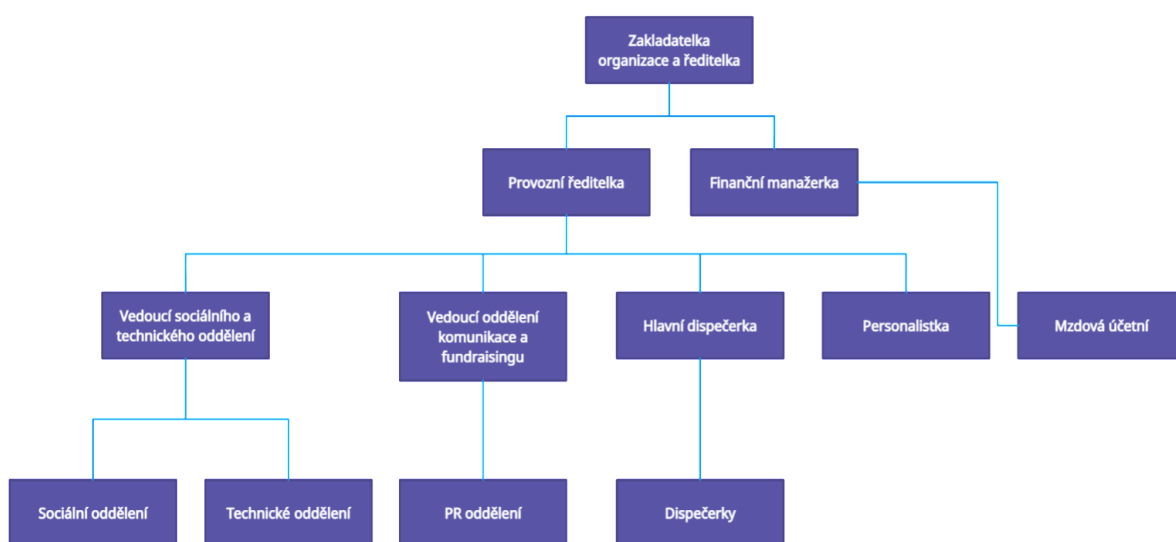 Zakladatelka
organizace a ředitelka
Provozní ředitelka
Finanční manažerka
Vedoucí sociálního a
technického oddělení
Vedoucí oddělení
komunikace a
fundraisingu
Hlavní dispečerka
Personalistka
Mzdová účetní
Sociální oddělení
Technické oddělení
PR oddělení
Dispečerky